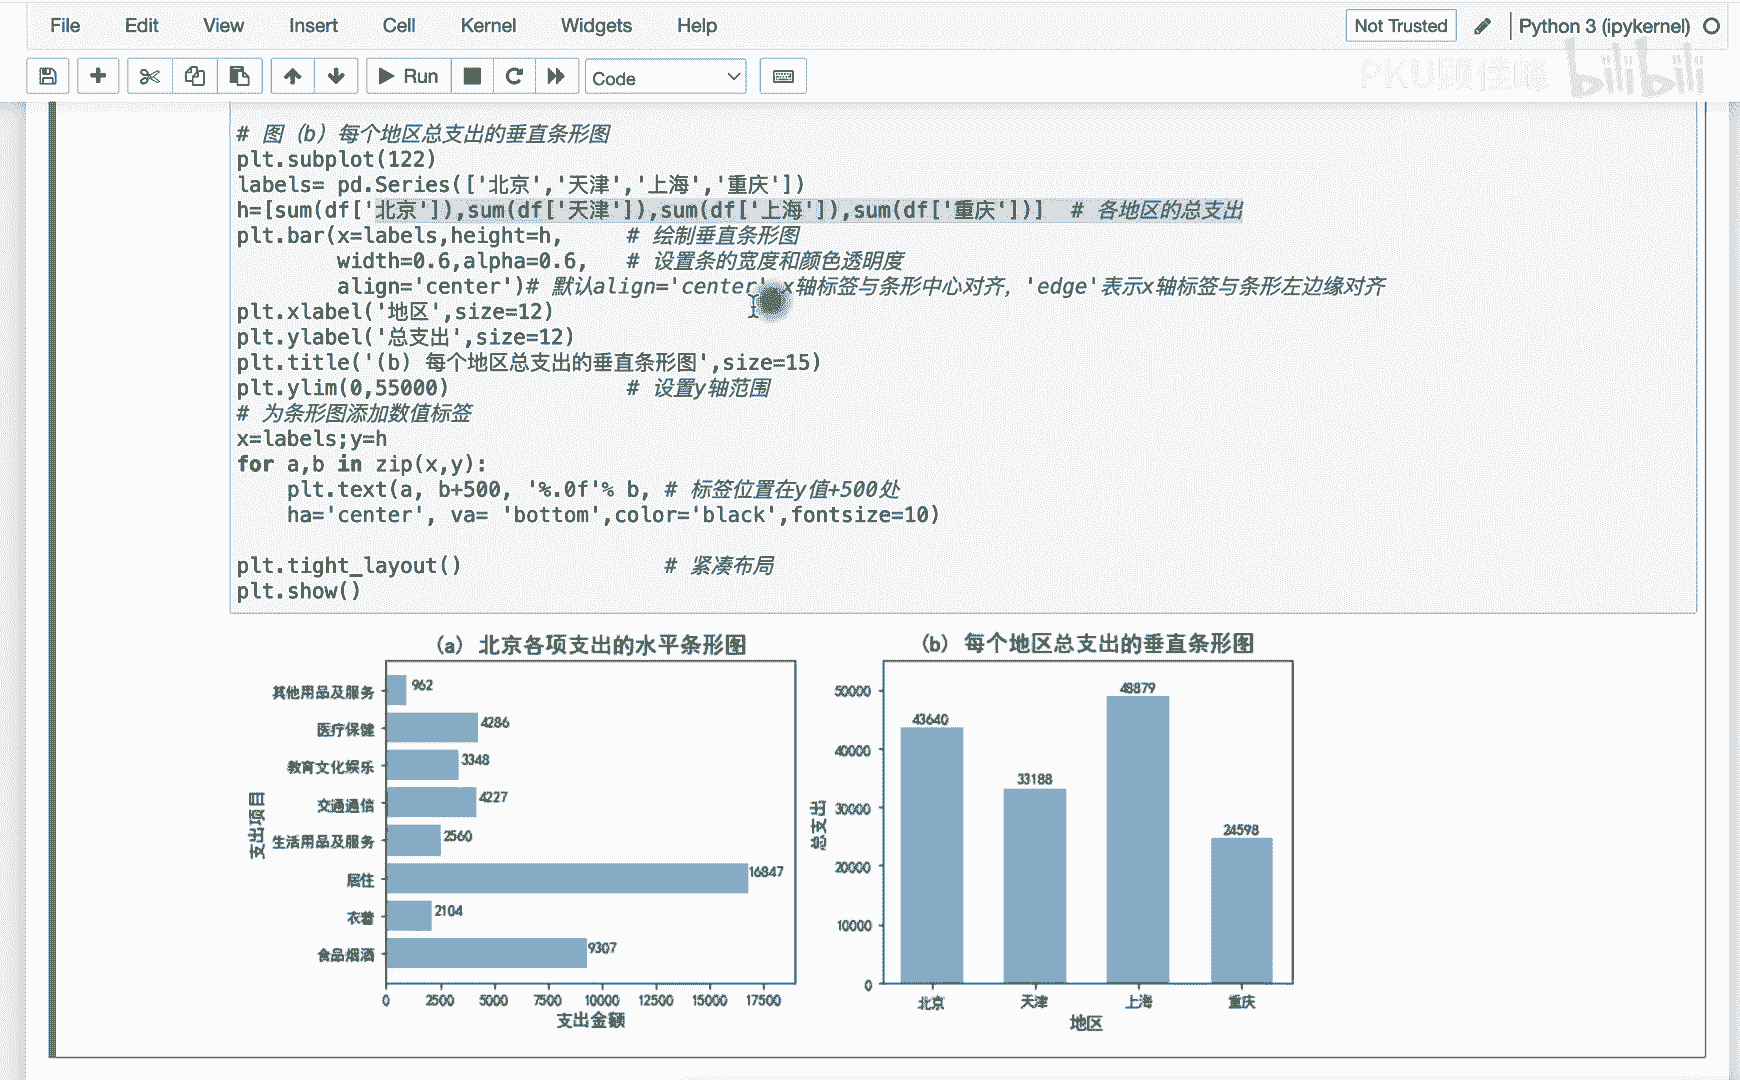 File Edit View Insert Cell Kernel Widgets Help Not Trusted Python 3 (ipykernel)
Run Code PKU顾佳峰 bilibili
# 图（b）每个地区总支出的垂直条形图
plt.subplot(122)
labels= pd.Series(['北京','天津','上海','重庆'])
h=[sum(df['北京']),sum(df['天津']),sum(df['上海']),sum(df['重庆'])]  # 各地区的总支出
plt.bar(x=labels,height=h,     # 绘制垂直条形图
        width=0.6,alpha=0.6,   # 设置条的宽度和颜色透明度
        align='center')# 默认align='center' x轴标签与条形中心对齐，'edge'表示x轴标签与条形左边缘对齐
plt.xlabel('地区',size=12)
plt.ylabel('总支出',size=12)
plt.title('(b) 每个地区总支出的垂直条形图',size=15)
plt.ylim(0,55000)              # 设置y轴范围
# 为条形图添加数值标签
x=labels;y=h
for a,b in zip(x,y):
    plt.text(a, b+500, '%.0f'% b, # 标签位置在y值+500处
    ha='center', va= 'bottom',color='black',fontsize=10)
plt.tight_layout()                # 紧凑布局
plt.show()
(a) 北京各项支出的水平条形图
支出项目
其他用品及服务 962
医疗保健 4286
教育文化娱乐 3348
交通通信 4227
生活用品及服务 2560
居住 16847
衣着 2104
食品烟酒 9307
0 2500 5000 7500 10000 12500 15000 17500
支出金额
(b) 每个地区总支出的垂直条形图
总支出
50000
40000
30000
20000
10000
0
43640 33188 48879 24598
北京 天津 上海 重庆
地区